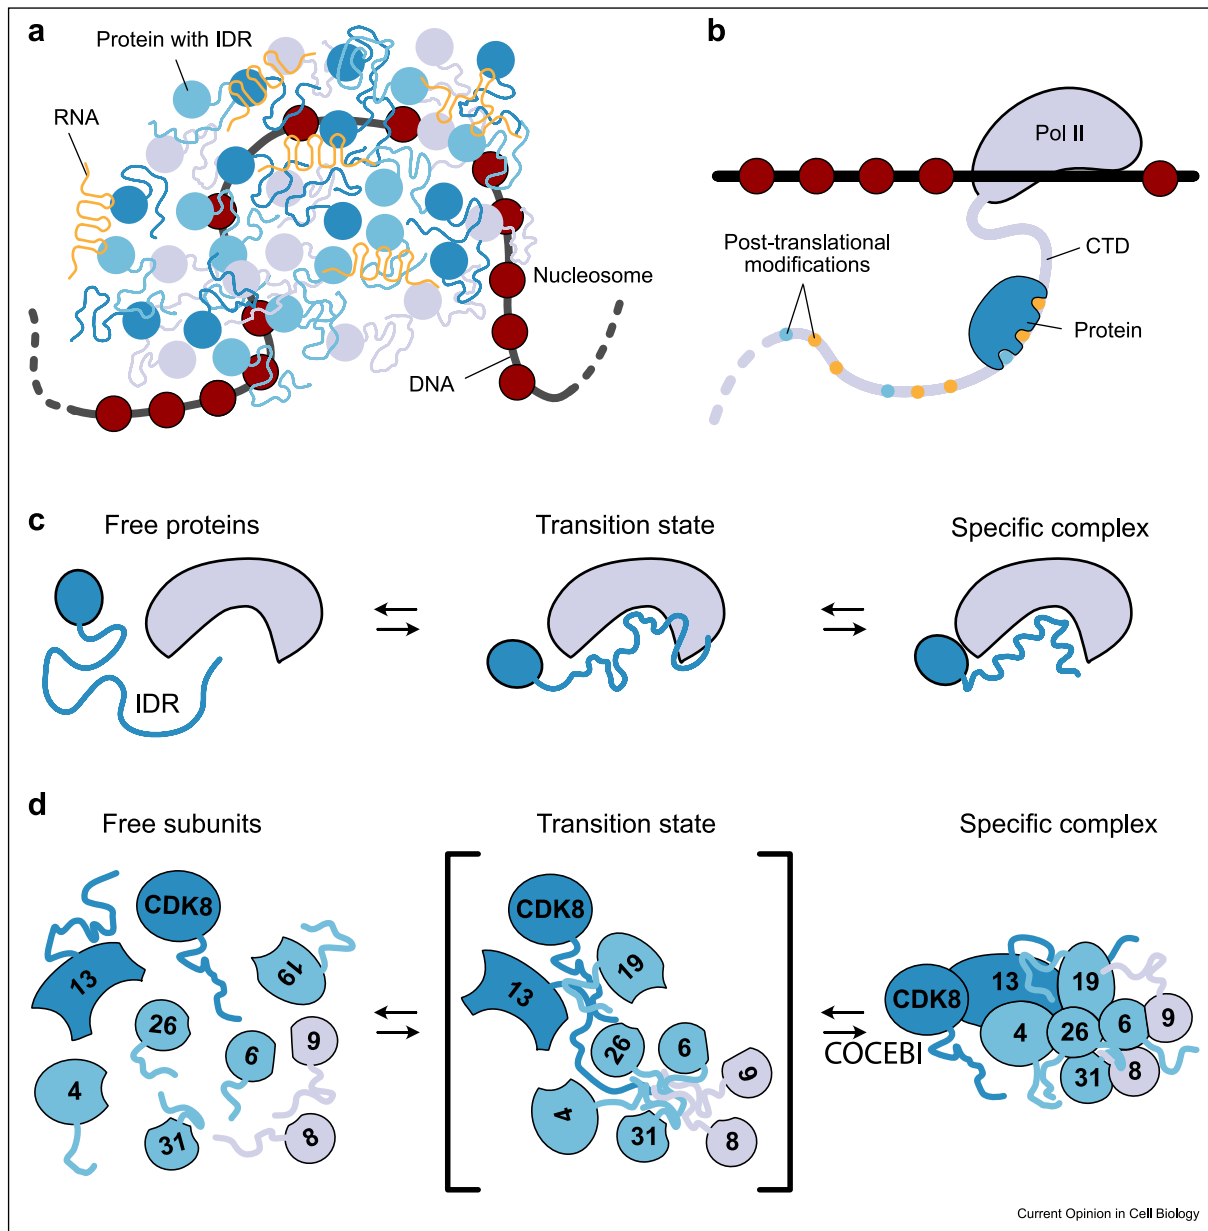 a
Protein with IDR
RNA
Nucleosome
DNA
b
Pol II
Post-translational
modifications
CTD
Protein
c
Free proteins
Transition state
Specific complex
IDR
d
Free subunits
Transition state
Specific complex
CDK8
13
19
26
6
9
4
31
8
CDK8
13
19
26
6
9
4
31
8
COCEBI
CDK8
13
19
4
26
6
9
31
8
Current Opinion in Cell Biology